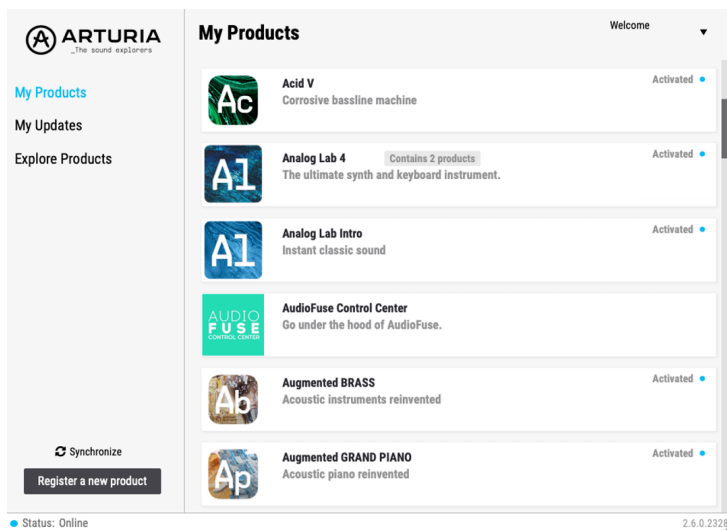 ARTURIA
_The sound explorers
My Products
My Updates
Explore Products
Synchronize
Register a new product
Status: Online
My Products
Welcome
Ac
Acid V
Activated
Corrosive bassline machine
Al
Analog Lab 4
Contains 2 products
Activated
The ultimate synth and keyboard instrument.
Al
Analog Lab Intro
Activated
Instant classic sound
AUDIO
FUSE
CONTROL CENTER
AudioFuse Control Center
Go under the hood of AudioFuse.
Ab
Augmented BRASS
Activated
Acoustic instruments reinvented
Ap
Augmented GRAND PIANO
Activated
Acoustic piano reinvented